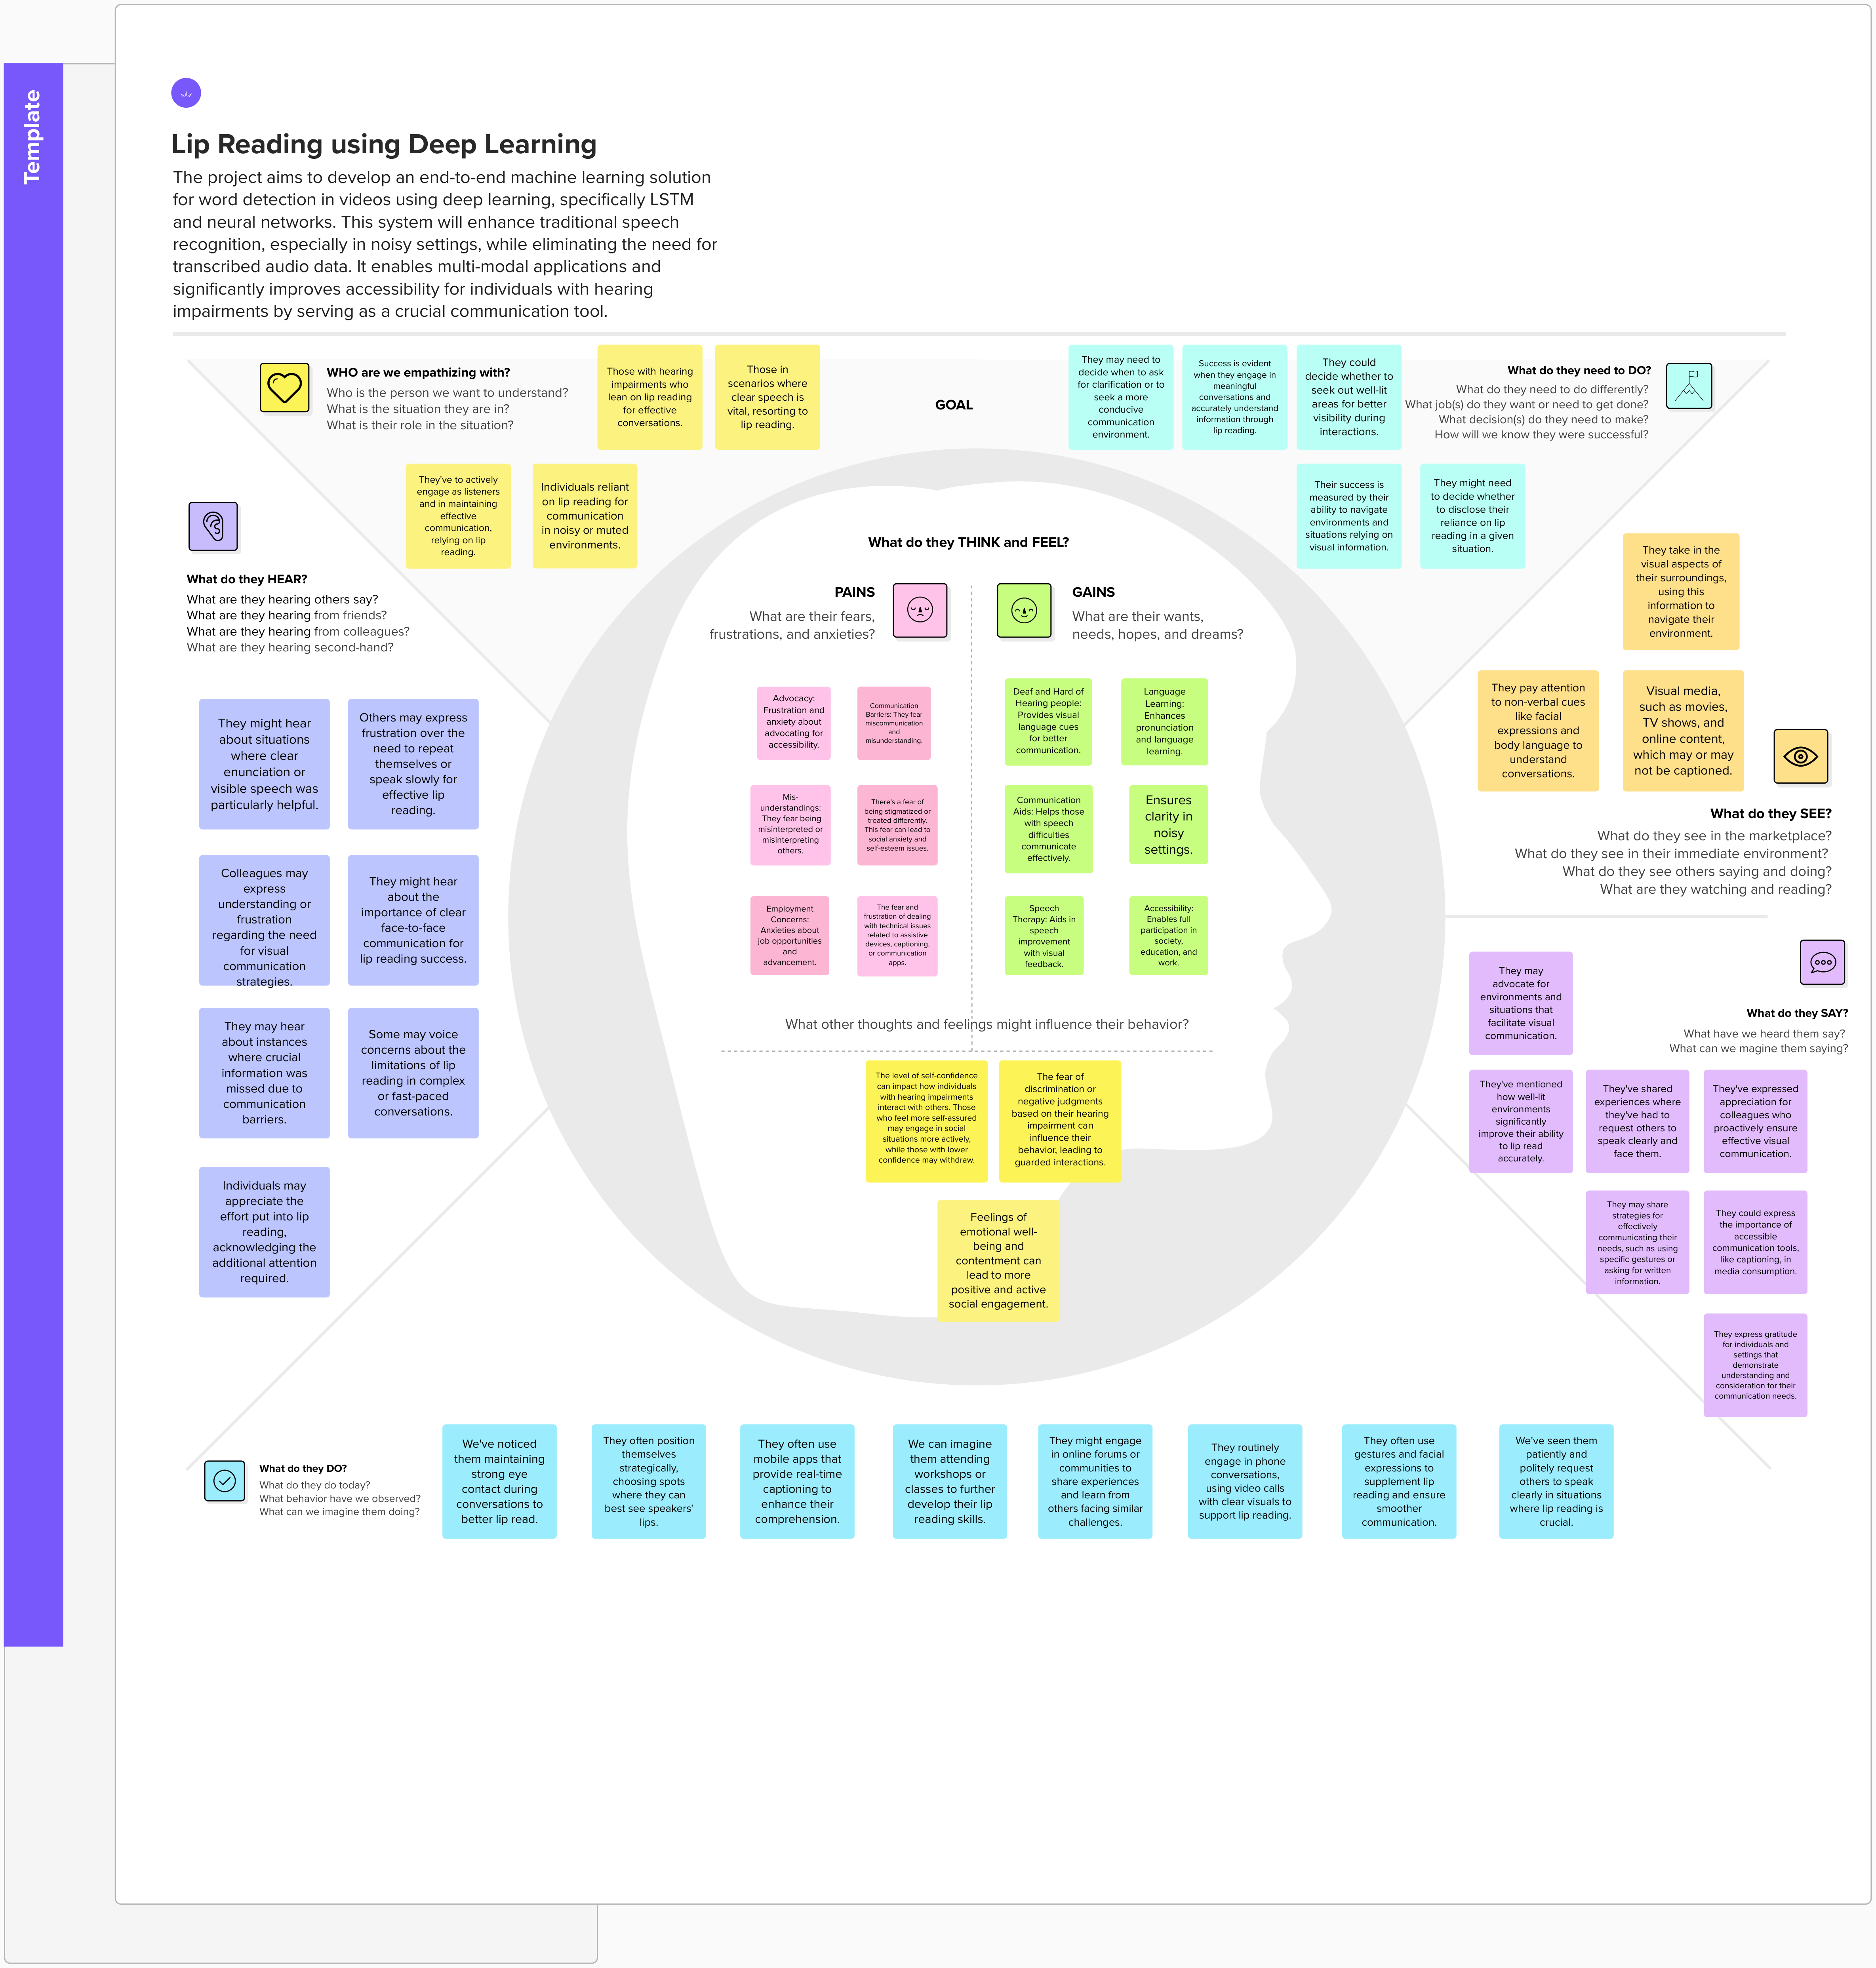 Template
Lip Reading using Deep Learning
The project aims to develop an end-to-end machine learning solution
for word detection in videos using deep learning, specifically LSTM
and neural networks. This system will enhance traditional speech
recognition, especially in noisy settings, while eliminating the need for
transcribed audio data. It enables multi-modal applications and
significantly improves accessibility for individuals with hearing
impairments by serving as a crucial communication tool.
WHO are we empathizing with?
Who is the person we want to understand?
What is the situation they are in?
What is their role in the situation?
Those with hearing
impairments who
lean on lip reading
for effective
conversations.
Those in
scenarios where
clear speech is
vital, resorting to
lip reading.
They've to actively
engage as listeners
and in maintaining
effective
communication,
relying on lip
reading.
Individuals reliant
on lip reading for
communication
in noisy or muted
environments.
GOAL
They may need to
decide when to ask
for clarification or to
seek a more
conducive
communication
environment.
Success is evident
when they engage in
meaningful
conversations and
accurately understand
information through
lip reading.
They could
decide whether to
seek out well-lit
areas for better
visibility during
interactions.
What do they need to DO?
What do they need to do differently?
What job(s) do they want or need to get done?
What decision(s) do they need to make?
How will we know they were successful?
Their success is
measured by their
ability to navigate
environments and
situations relying on
visual information.
They might need
to decide whether
to disclose their
reliance on lip
reading in a given
situation.
What do they HEAR?
What are they hearing others say?
What are they hearing from friends?
What are they hearing from colleagues?
What are they hearing second-hand?
They might hear
about situations
where clear
enunciation or
visible speech was
particularly helpful.
Others may express
frustration over the
need to repeat
themselves or
speak slowly for
effective lip
reading.
Colleagues may
express
understanding or
frustration
regarding the need
for visual
communication
strategies.
They might hear
about the
importance of clear
face-to-face
communication for
lip reading success.
They may hear
about instances
where crucial
information was
missed due to
communication
barriers.
Some may voice
concerns about the
limitations of lip
reading in complex
or fast-paced
conversations.
Individuals may
appreciate the
effort put into lip
reading,
acknowledging the
additional attention
required.
What do they THINK and FEEL?
PAINS
What are their fears,
frustrations, and anxieties?
GAINS
What are their wants,
needs, hopes, and dreams?
Advocacy:
Frustration and
anxiety about
advocating for
accessibility.
Communication
Barriers: They fear
miscommunication
and
misunderstanding.
Mis-
understandings:
They fear being
misinterpreted or
misinterpreting
others.
There's a fear of
being stigmatized or
treated differently.
This fear can lead to
social anxiety and
self-esteem issues.
Employment
Concerns:
Anxieties about
job opportunities
and
advancement.
The fear and
frustration of dealing
with technical issues
related to assistive
devices, captioning,
or communication
apps.
Deaf and Hard of
Hearing people:
Provides visual
language cues
for better
communication.
Language
Learning:
Enhances
pronunciation
and language
learning.
Communication
Aids: Helps those
with speech
difficulties
communicate
effectively.
Ensures
clarity in
noisy
settings.
Speech
Therapy: Aids in
speech
improvement
with visual
feedback.
Accessibility:
Enables full
participation in
society,
education, and
work.
What other thoughts and feelings might influence their behavior?
The level of self-confidence
can impact how individuals
with hearing impairments
interact with others. Those
who feel more self-assured
may engage in social
situations more actively,
while those with lower
confidence may withdraw.
The fear of
discrimination or
negative judgments
based on their hearing
impairment can
influence their
behavior, leading to
guarded interactions.
Feelings of
emotional well-
being and
contentment can
lead to more
positive and active
social engagement.
They take in the
visual aspects of
their surroundings,
using this
information to
navigate their
environment.
They pay attention
to non-verbal cues
like facial
expressions and
body language to
understand
conversations.
Visual media,
such as movies,
TV shows, and
online content,
which may or may
not be captioned.
What do they SEE?
What do they see in the marketplace?
What do they see in their immediate environment?
What do they see others saying and doing?
What are they watching and reading?
They may
advocate for
environments and
situations that
facilitate visual
communication.
What do they SAY?
What have we heard them say?
What can we magine them saying?
They've mentioned
how well-lit
environments
significantly
improve their ability
to lip read
accurately.
They've shared
experiences where
they've had to
request others to
speak clearly and
face them.
They've expressed
appreciation for
colleagues who
proactively ensure
effective visual
communication.
They may share
strategies for
effectively
communicating their
needs, such as using
specific gestures or
asking for written
information.
They could express
the importance of
accessible
communication tools,
like captioning, in
media consumption.
They express gratitude
for individuals and
settings that
demonstrate
understanding and
consideration for their
communication needs.
What do they DO?
What do they do today?
What behavior have we observed?
What can we imagine them doing?
We've noticed
them maintaining
strong eye
contact during
conversations to
better lip read.
They often position
themselves
strategically,
choosing spots
where they can
best see speakers'
lips.
They often use
mobile apps that
provide real-time
captioning to
enhance their
comprehension.
We can imagine
them attending
workshops or
classes to further
develop their lip
reading skills.
They might engage
in online forums or
communities to
share experiences
and learn from
others facing similar
challenges.
They routinely
engage in phone
conversations,
using video calls
with clear visuals to
support lip reading.
They often use
gestures and facial
expressions to
supplement lip
reading and ensure
smoother
communication.
We've seen them
patiently and
politely request
others to speak
clearly in situations
where lip reading is
crucial.